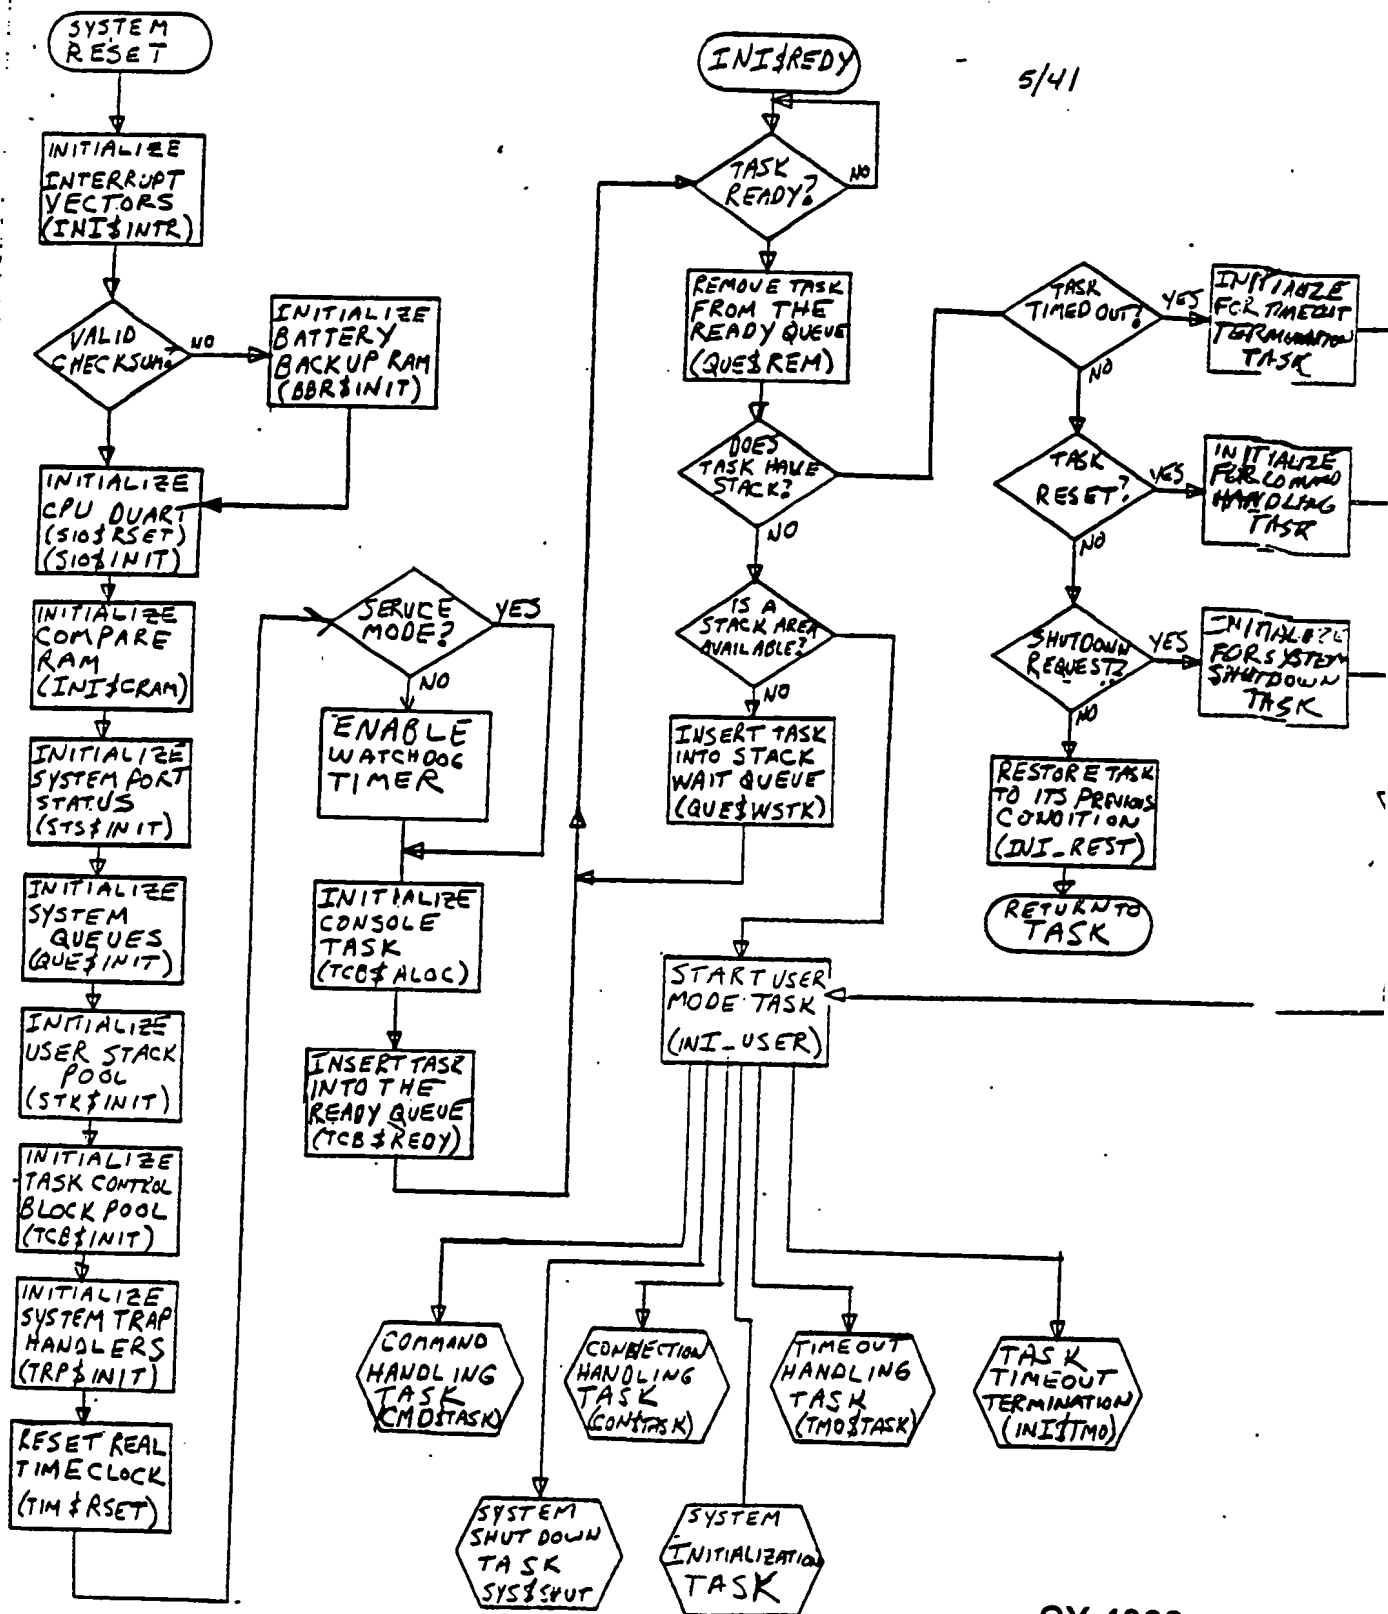 SYSTEM
RESET
INITIALIZE
INTERRUPT
VECTORS
(INI$INTR)
VALID
CHECKSUM?
NO
INITIALIZE
BATTERY
BACKUP RAM
(BBR$INIT)
INITIALIZE
CPU DUART
(SIO$RSET)
(SIO$INIT)
INITIALIZE
COMPARE
RAM
(INI$CRAM)
INITIALIZE
SYSTEM PORT
STATUS
(STS$INIT)
INITIALIZE
SYSTEM
QUEUES
(QUE$INIT)
INITIALIZE
USER STACK
POOL
(STK$INIT)
INITIALIZE
TASK CONTROL
BLOCK POOL
(TCB$INIT)
INITIALIZE
SYSTEM TRAP
HANDLERS
(TRP$INIT)
RESET REAL
TIME CLOCK
(TIM$RSET)
SERVICE
MODE?
YES
NO
ENABLE
WATCHDOG
TIMER
INITIALIZE
CONSOLE
TASK
(TCB$ALOC)
INSERT TASK
INTO THE
READY QUEUE
(TCB$REDY)
INI$REDY
5/41
TASK
READY?
NO
REMOVE TASK
FROM THE
READY QUEUE
(QUE$REM)
DOES
TASK HAVE
STACK?
NO
IS A
STACK AREA
AVAILABLE?
NO
INSERT TASK
INTO STACK
WAIT QUEUE
(QUE$WSTK)
START USER
MODE TASK
(INI_USER)
TASK
TIMED OUT?
YES
NO
INITIALIZE
FOR TIMEOUT
TERMINATION
TASK
TASK
RESET?
YES
NO
INITIALIZE
FOR COMMAND
HANDLING
TASK
SHUTDOWN
REQUEST?
YES
NO
INITIALIZE
FOR SYSTEM
SHUTDOWN
TASK
RESTORE TASK
TO ITS PREVIOUS
CONDITION
(INI_REST)
RETURN TO
TASK
COMMAND
HANDLING
TASK
(CMD$TASK)
CONNECTION
HANDLING
TASK
(CON$TASK)
TIMEOUT
HANDLING
TASK
(TMO$TASK)
TASK
TIMEOUT
TERMINATION
(INI$TMO)
SYSTEM
SHUT DOWN
TASK
SYS$SHUT
SYSTEM
INITIALIZATION
TASK